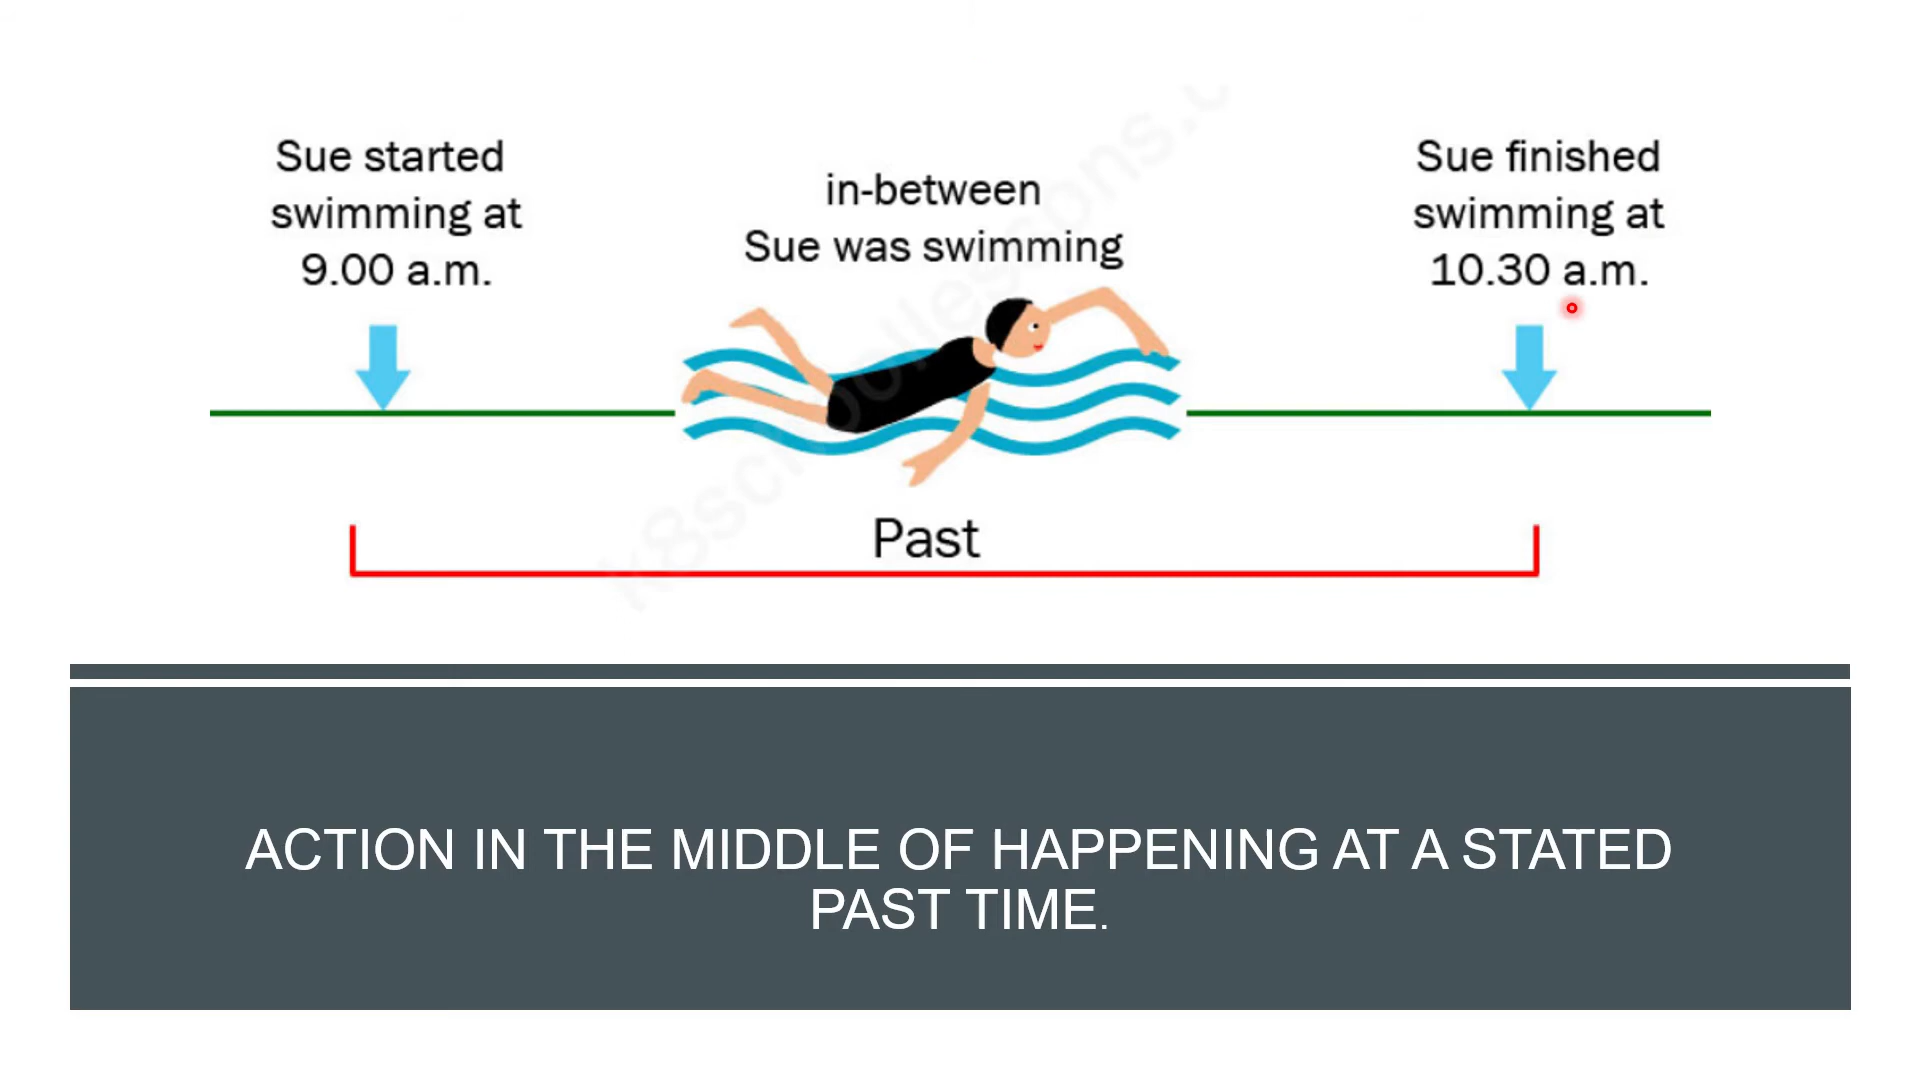 Sue started
swimming at
9.00 a.m.
in-between
Sue was swimming
Sue finished
swimming at
10.30 a.m.
Past
ACTION IN THE MIDDLE OF HAPPENING AT A STATED
PAST TIME.